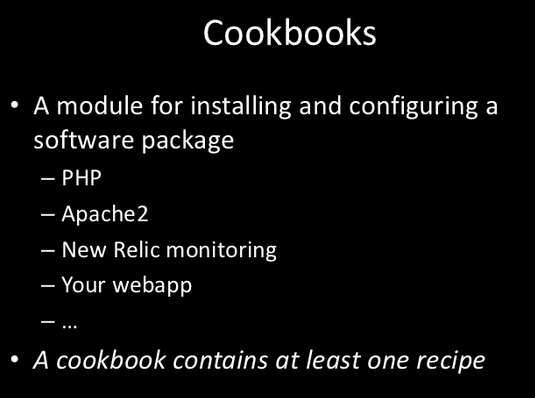 Cookbooks
• A module for installing and configuring a
software package
– PHP
– Apache2
– New Relic monitoring
– Your webapp
– …
• A cookbook contains at least one recipe